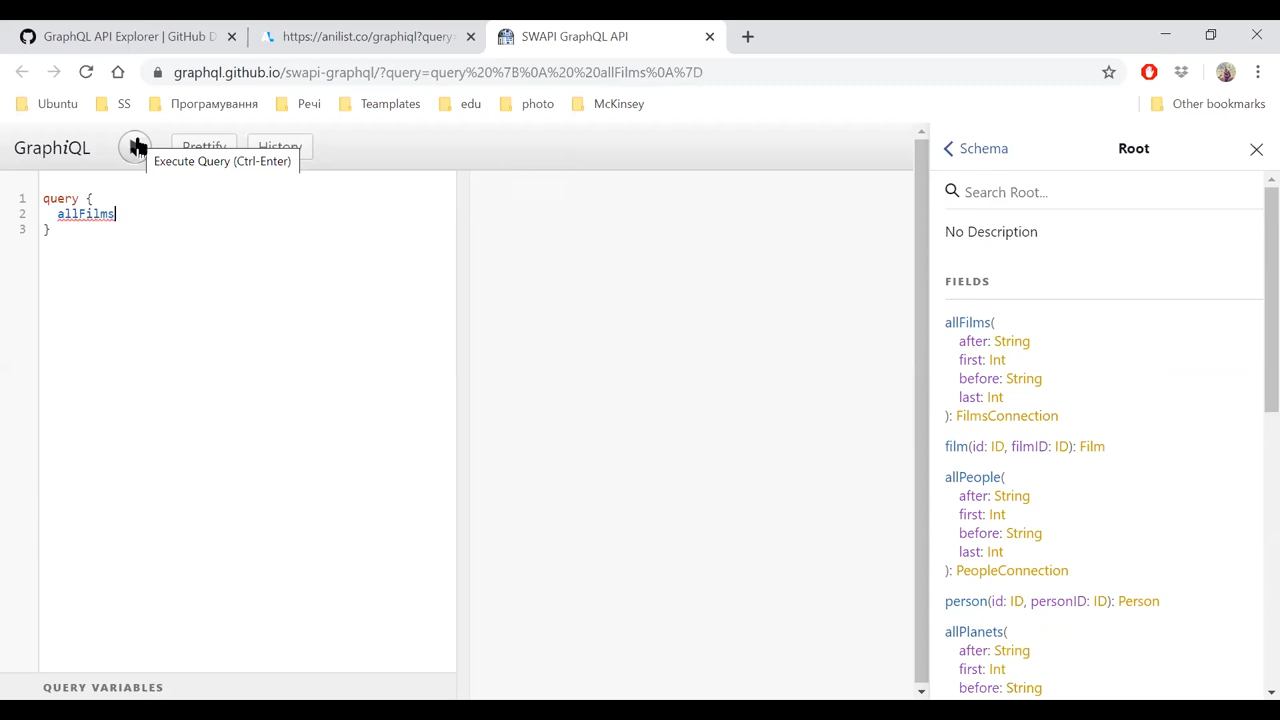 GraphQL API Explorer | GitHub D
https://anilist.co/graphiql?query=
SWAPI GraphQL API
graphql.github.io/swapi-graphql/?query=query%20%7B%0A%20%20allFilms%0A%7D
Ubuntu
SS
Програмування
Речі
Teamplates
edu
photo
McKinsey
Other bookmarks
GraphiQL
Prettify
History
Execute Query (Ctrl-Enter)
1 query {
2 allFilms
3 }
QUERY VARIABLES
Schema
Root
Search Root...
No Description
FIELDS
allFilms(
after: String
first: Int
before: String
last: Int
): FilmsConnection
film(id: ID, filmID: ID): Film
allPeople(
after: String
first: Int
before: String
last: Int
): PeopleConnection
person(id: ID, personID: ID): Person
allPlanets(
after: String
first: Int
before: String